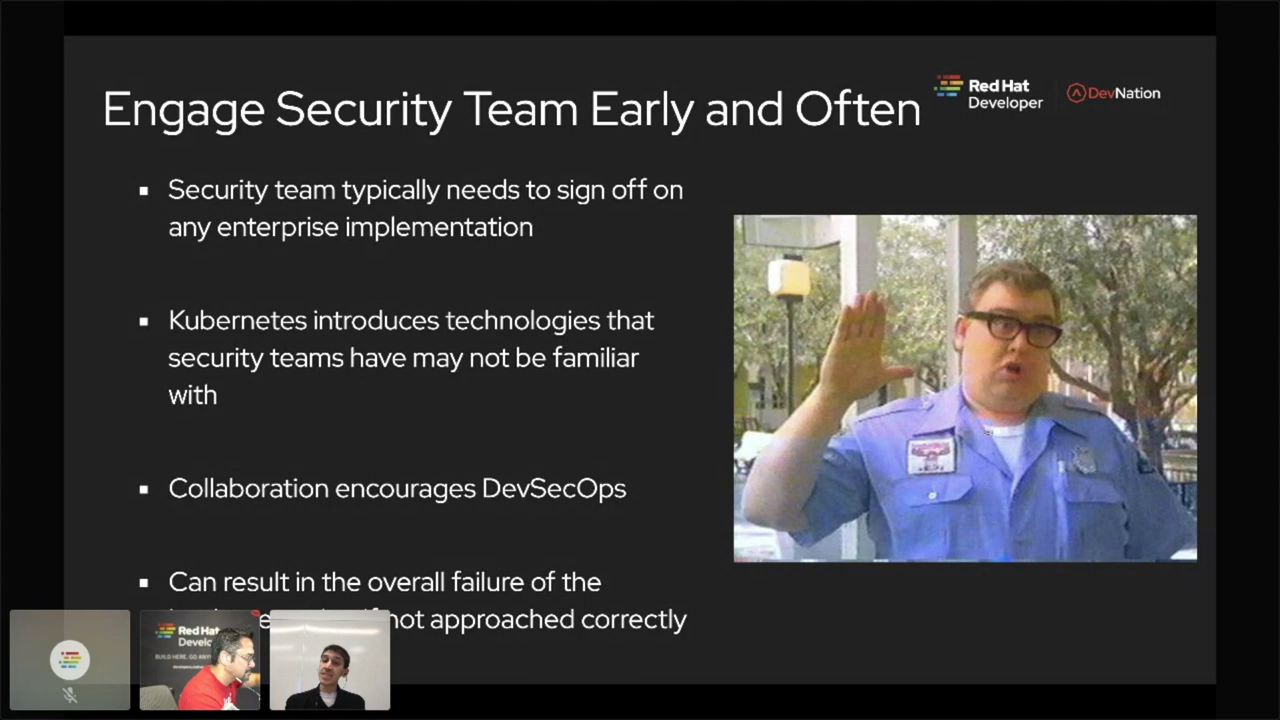 Engage Security Team Early and Often
Red Hat
Developer
DevNation
Security team typically needs to sign off on
any enterprise implementation
Kubernetes introduces technologies that
security teams have may not be familiar
with
Collaboration encourages DevSecOps
Can result in the overall failure of the
not approached correctly
Red Hat